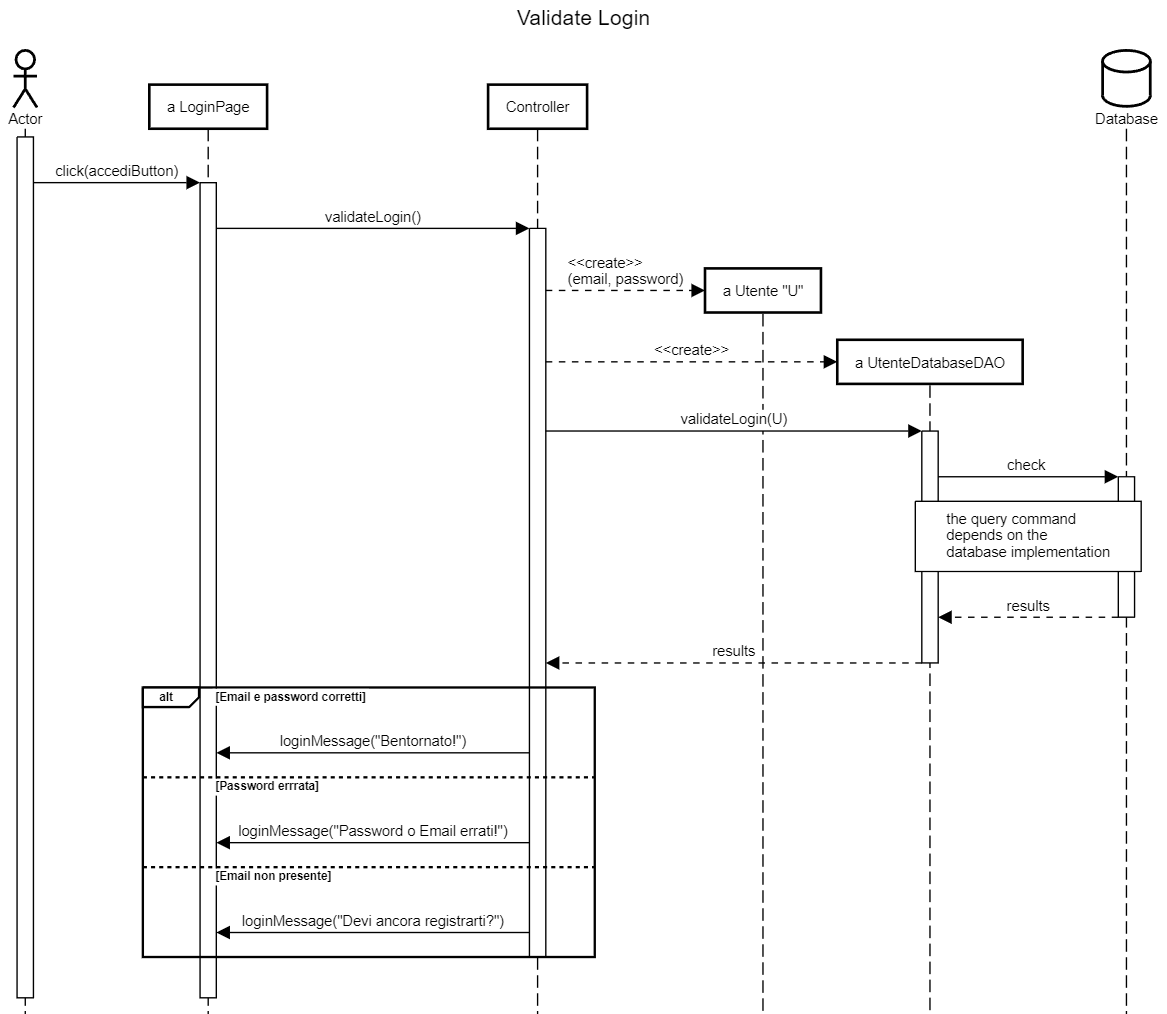 Validate Login
Actor
a LoginPage
Controller
Database
click(accediButton)
validateLogin()
<<create>>
(email, password)
a Utente "U"
<<create>>
a UtenteDatabaseDAO
validateLogin(U)
check
the query command
depends on the
database implementation
results
results
alt
[Email e password corretti]
loginMessage("Bentornato!")
[Password errrata]
loginMessage("Password o Email errati!")
[Email non presente]
loginMessage("Devi ancora registrarti?")